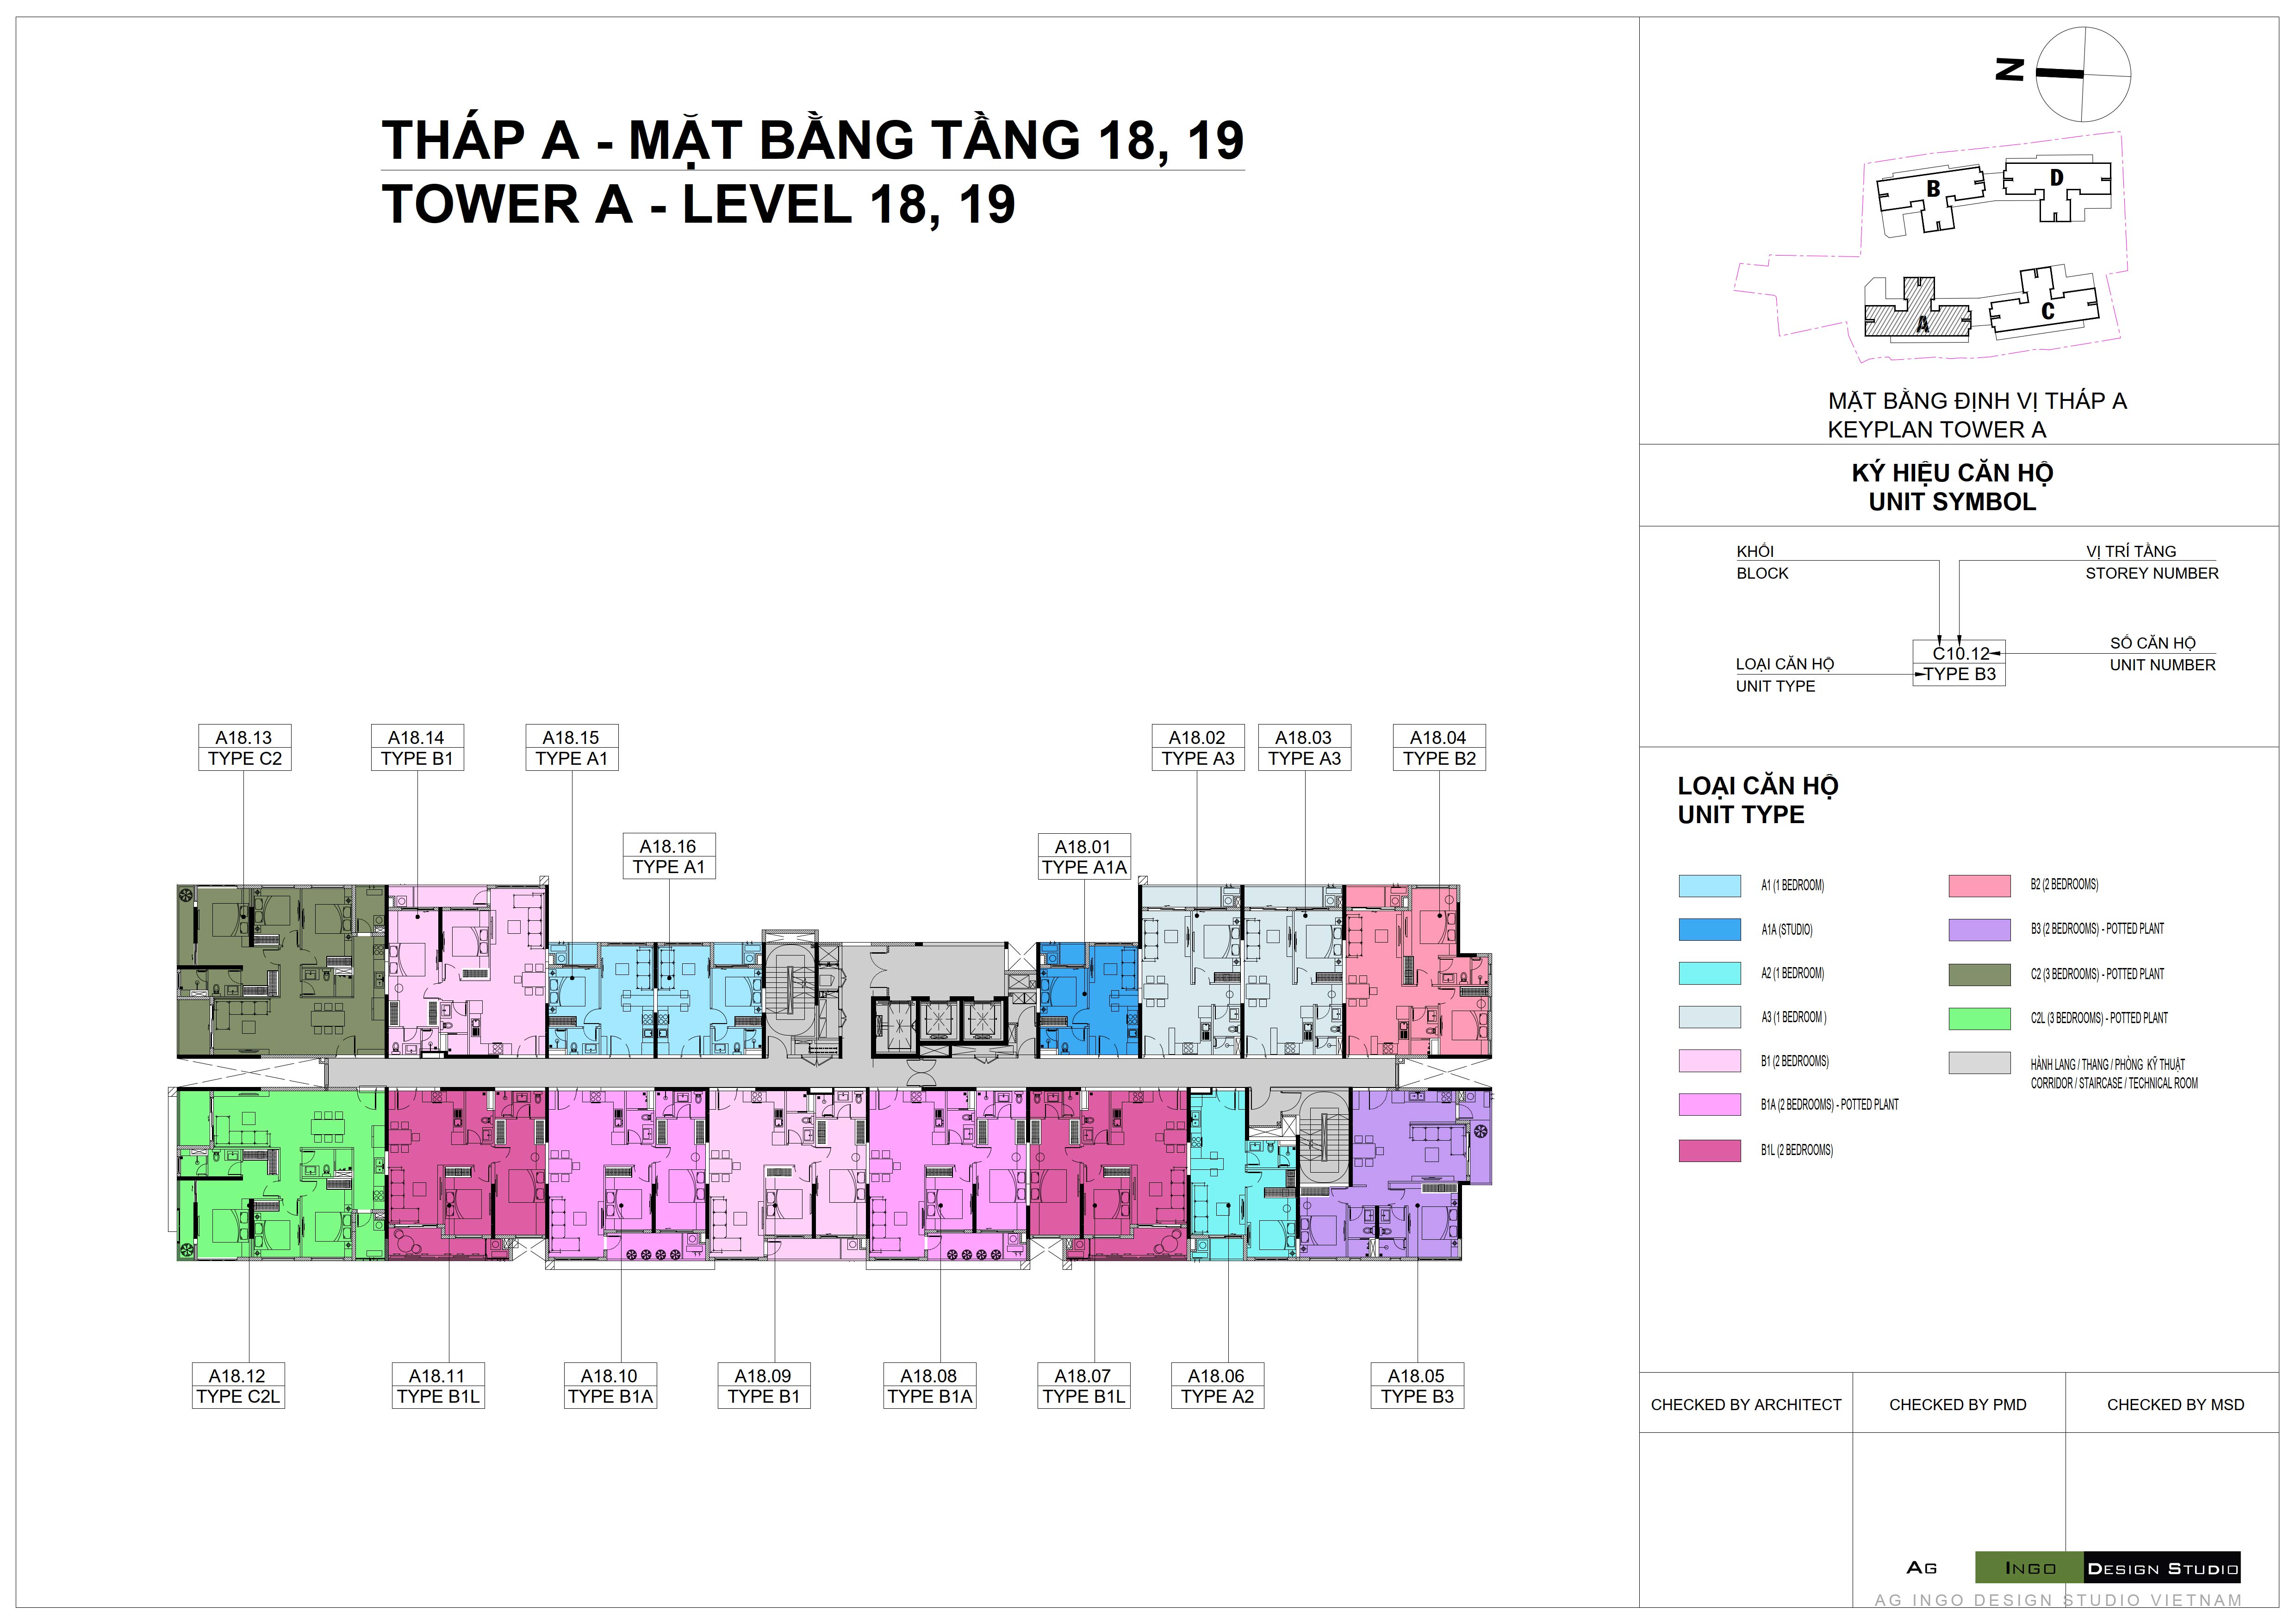 THÁP A - MẶT BẰNG TẦNG 18, 19
TOWER A - LEVEL 18, 19
N
B
D
A
C
MẶT BẰNG ĐỊNH VỊ THÁP A
KEYPLAN TOWER A
KÝ HIỆU CĂN HỘ
UNIT SYMBOL
KHỐI
BLOCK
VỊ TRÍ TẦNG
STOREY NUMBER
C10.12
TYPE B3
SỐ CĂN HỘ
UNIT NUMBER
LOẠI CĂN HỘ
UNIT TYPE
LOẠI CĂN HỘ
UNIT TYPE
A1 (1 BEDROOM)
A1A (STUDIO)
A2 (1 BEDROOM)
A3 (1 BEDROOM )
B1 (2 BEDROOMS)
B1A (2 BEDROOMS) - POTTED PLANT
B1L (2 BEDROOMS)
B2 (2 BEDROOMS)
B3 (2 BEDROOMS) - POTTED PLANT
C2 (3 BEDROOMS) - POTTED PLANT
C2L (3 BEDROOMS) - POTTED PLANT
HÀNH LANG / THANG / PHÒNG KỸ THUẬT
CORRIDOR / STAIRCASE / TECHNICAL ROOM
A18.13
TYPE C2
A18.14
TYPE B1
A18.15
TYPE A1
A18.16
TYPE A1
A18.01
TYPE A1A
A18.02
TYPE A3
A18.03
TYPE A3
A18.04
TYPE B2
A18.12
TYPE C2L
A18.11
TYPE B1L
A18.10
TYPE B1A
A18.09
TYPE B1
A18.08
TYPE B1A
A18.07
TYPE B1L
A18.06
TYPE A2
A18.05
TYPE B3
CHECKED BY ARCHITECT
CHECKED BY PMD
CHECKED BY MSD
AG INGO DESIGN STUDIO
AG INGO DESIGN STUDIO VIETNAM